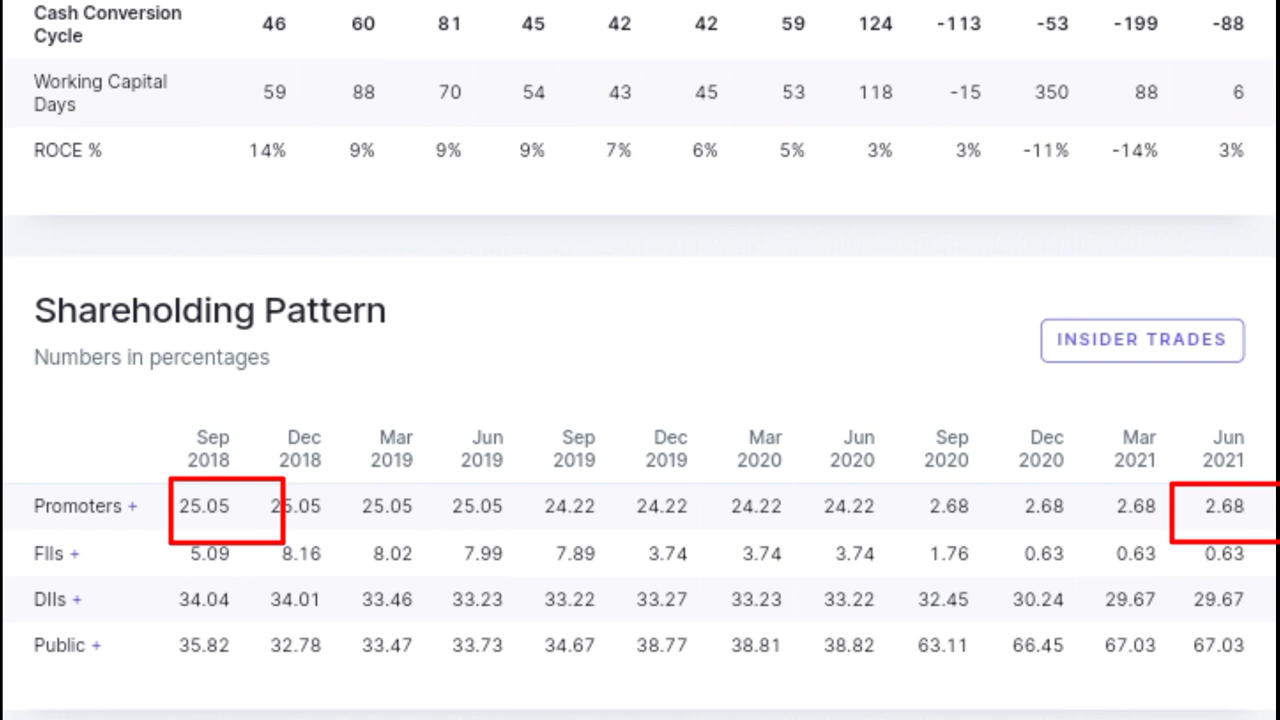 Cash Conversion
Cycle 46 60 81 45 42 42 59 124 -113 -53 -199 -88
Working Capital
Days 59 88 70 54 43 45 53 118 -15 350 88 6
ROCE % 14% 9% 9% 9% 7% 6% 5% 3% 3% -11% -14% 3%
Shareholding Pattern
Numbers in percentages
INSIDER TRADES
Sep Dec Mar Jun Sep Dec Mar Jun Sep Dec Mar Jun
2018 2018 2019 2019 2019 2019 2020 2020 2020 2020 2021 2021
Promoters + 25.05 25.05 25.05 25.05 24.22 24.22 24.22 24.22 2.68 2.68 2.68 2.68
FIIs + 5.09 8.16 8.02 7.99 7.89 3.74 3.74 3.74 1.76 0.63 0.63 0.63
DIIs + 34.04 34.01 33.46 33.23 33.22 33.27 33.23 33.22 32.45 30.24 29.67 29.67
Public + 35.82 32.78 33.47 33.73 34.67 38.77 38.81 38.82 63.11 66.45 67.03 67.03